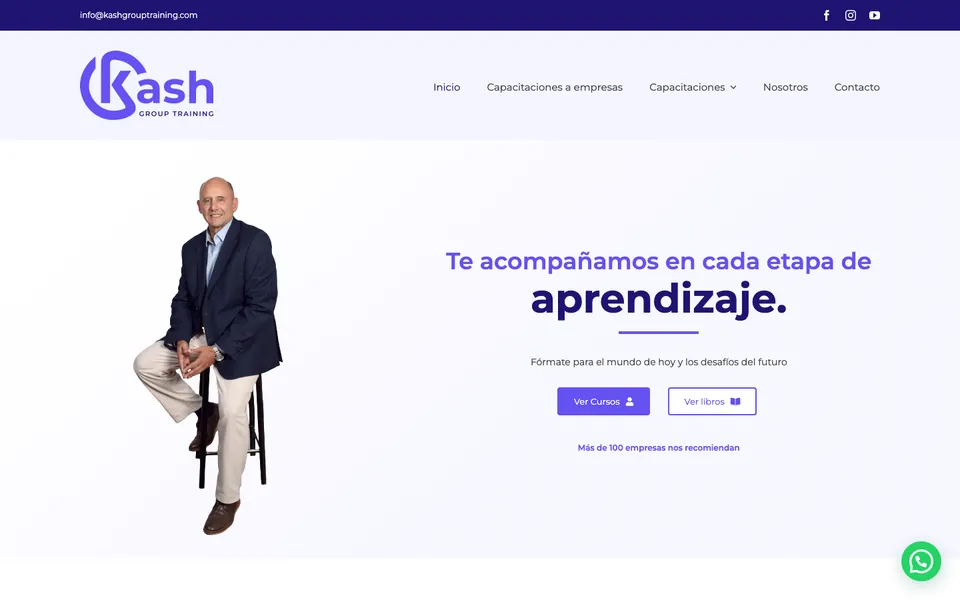 info@kashgrouptraining.com
Kash
GROUP TRAINING
Inicio
Capacitaciones a empresas
Capacitaciones
Nosotros
Contacto
Te acompañamos en cada etapa de
aprendizaje.
Fórmate para el mundo de hoy y los desafíos del futuro
Ver Cursos
Ver libros
Más de 100 empresas nos recomiendan